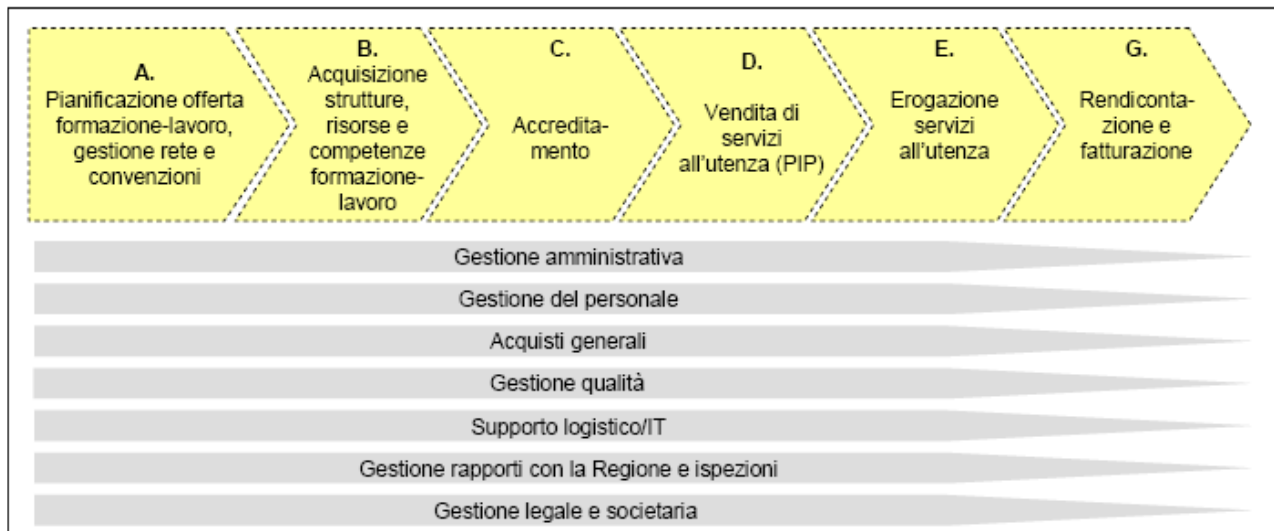 A.
Pianificazione offerta
formazione-lavoro,
gestione rete e
convenzioni
B.
Acquisizione
strutture,
risorse e
competenze
formazione-
lavoro
C.
Accredita-
mento
D.
Vendita di
servizi
all'utenza (PIP)
E.
Erogazione
servizi
all'utenza
G.
Rendiconta-
zione e
fatturazione
Gestione amministrativa
Gestione del personale
Acquisti generali
Gestione qualità
Supporto logistico/IT
Gestione rapporti con la Regione e ispezioni
Gestione legale e societaria